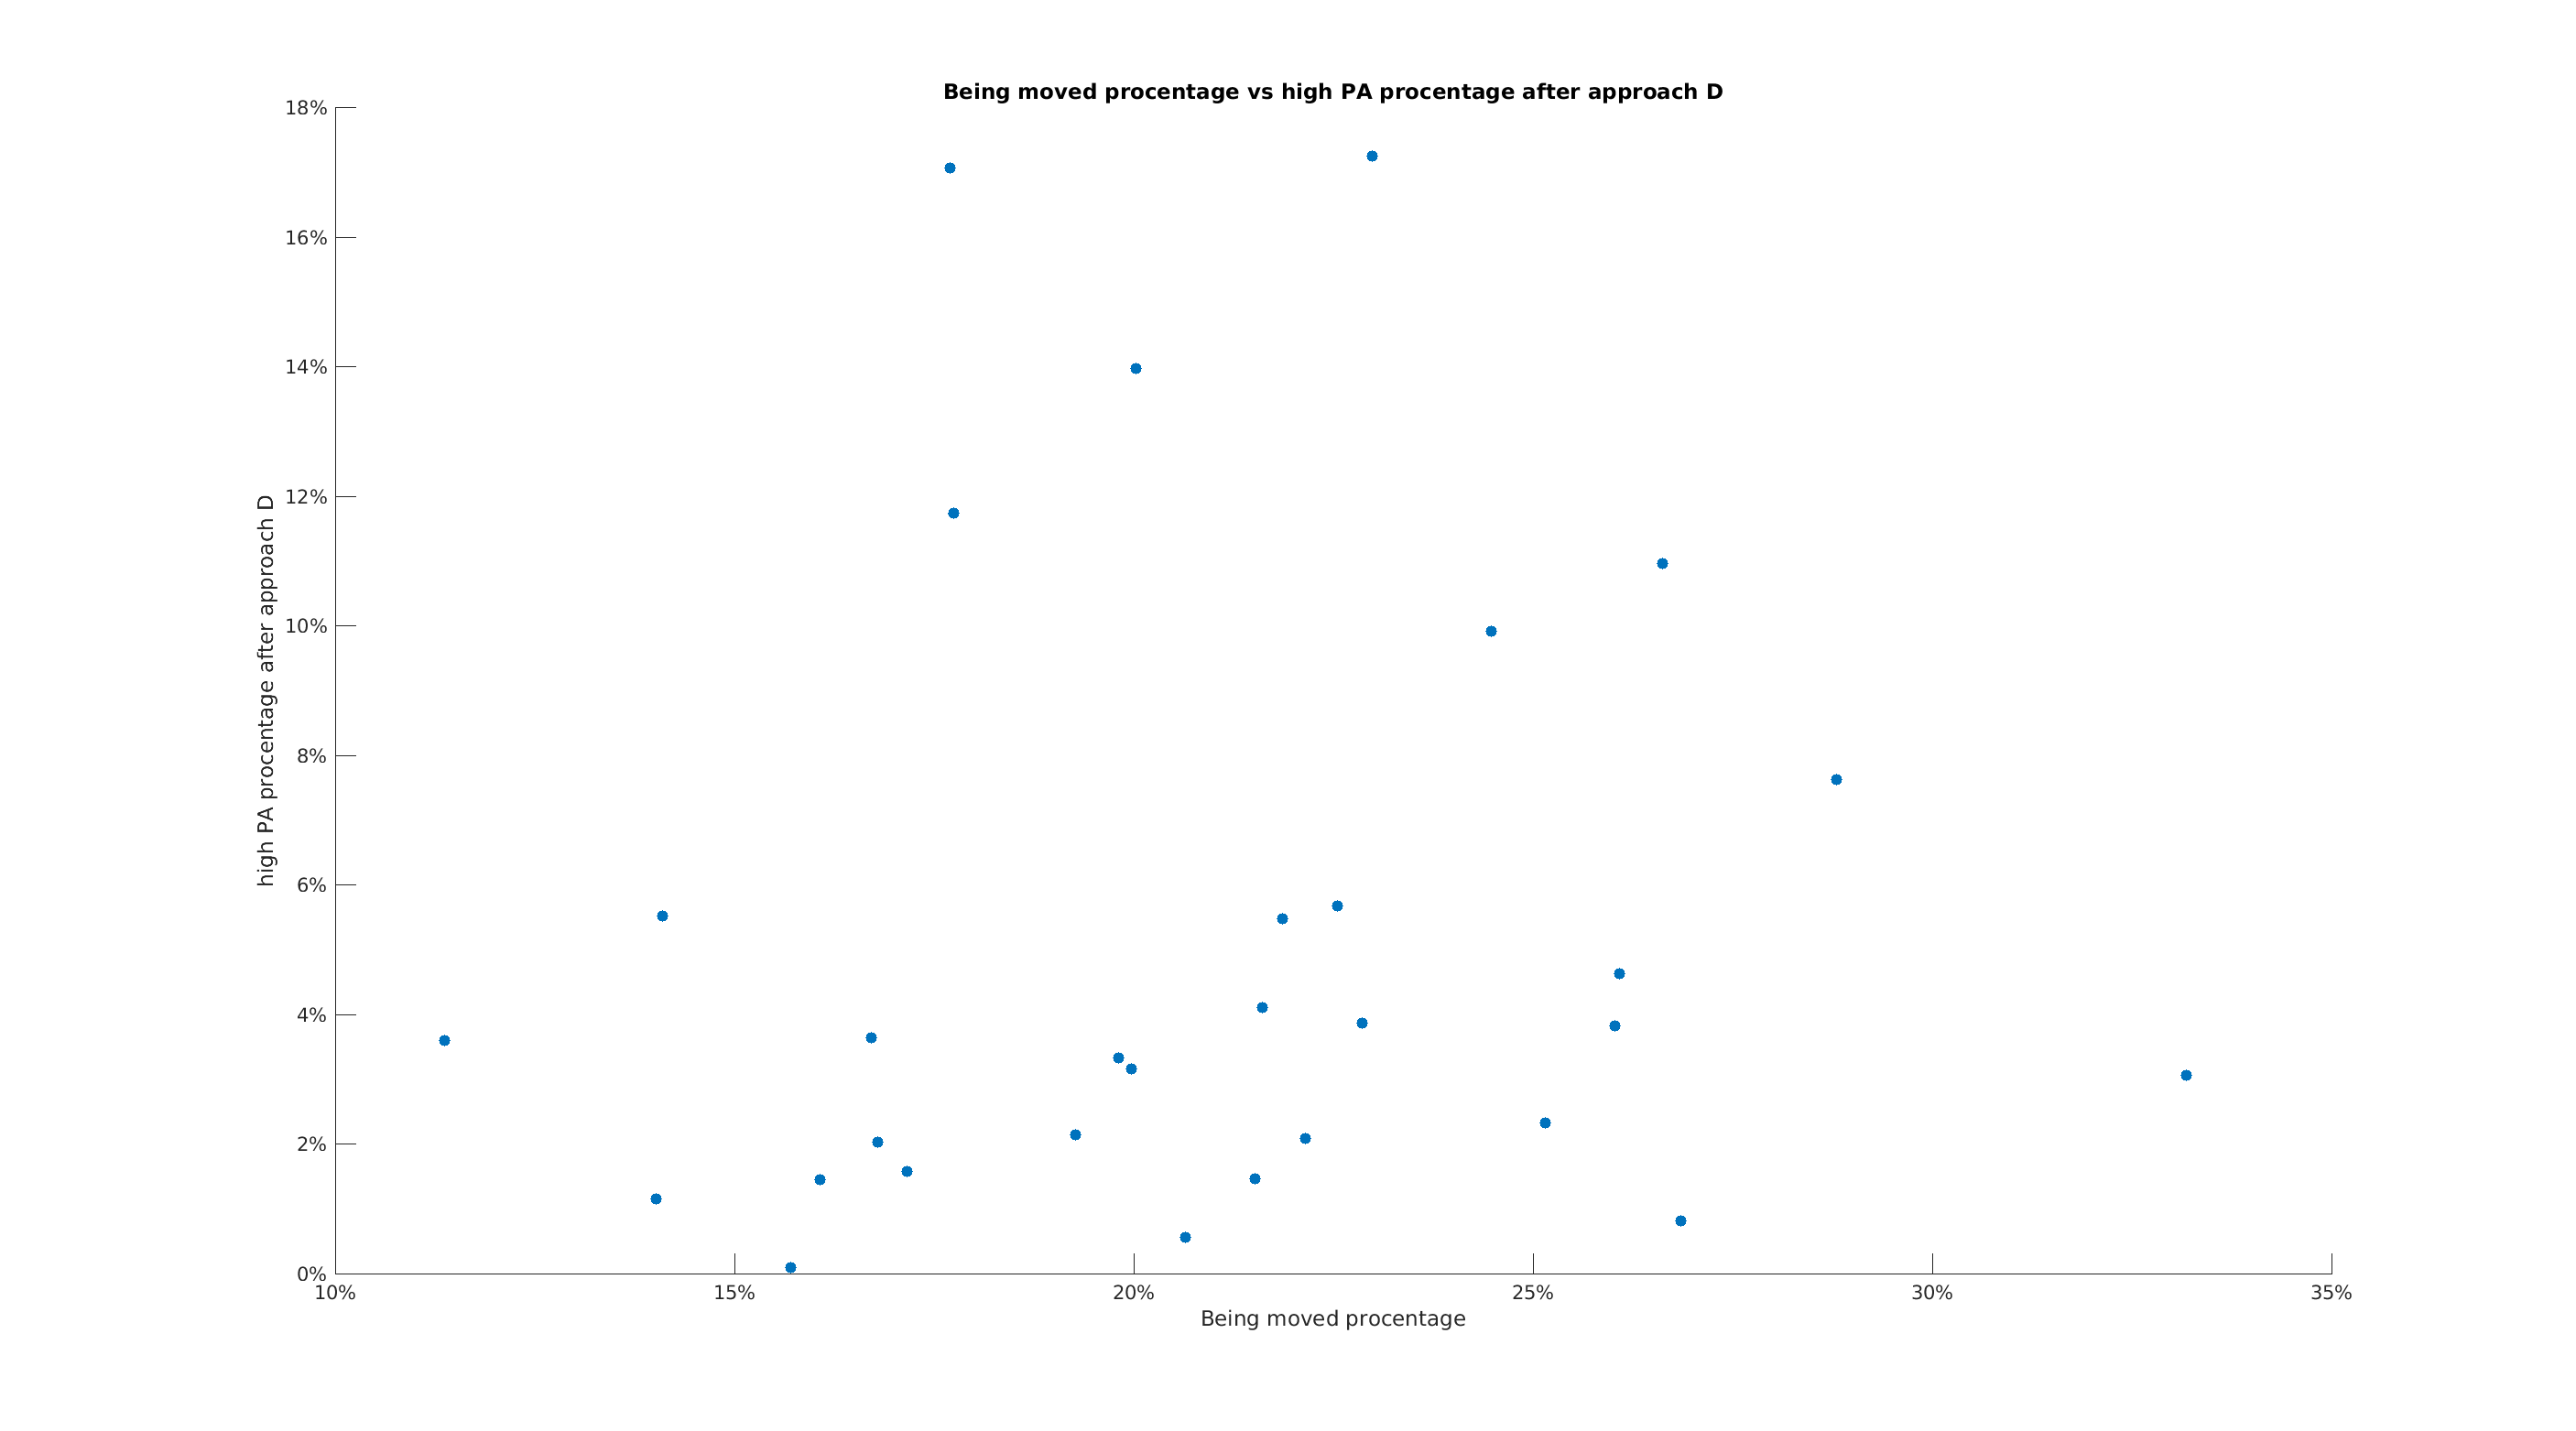 Being moved procentage vs high PA procentage after approach D
18%
16%
14%
12%
10%
8%
6%
4%
2%
0%
high PA procentage after approach D
10% 15% 20% 25% 30% 35%
Being moved procentage